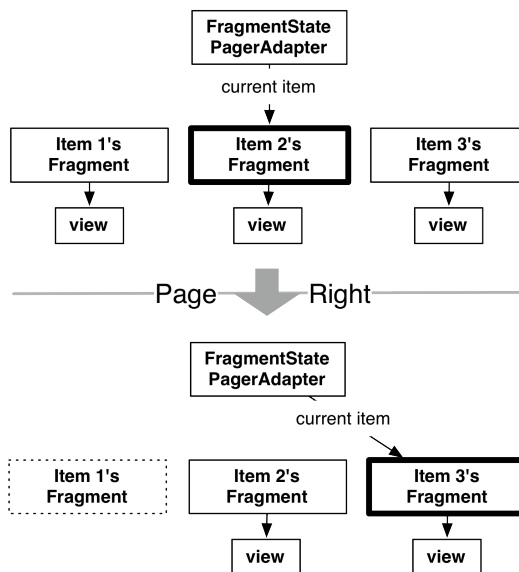 FragmentState
PagerAdapter
current item
Item 1's
Fragment
Item 2's
Fragment
Item 3's
Fragment
view
view
view
Page Right
FragmentState
PagerAdapter
current item
Item 1's
Fragment
Item 2's
Fragment
Item 3's
Fragment
view
view